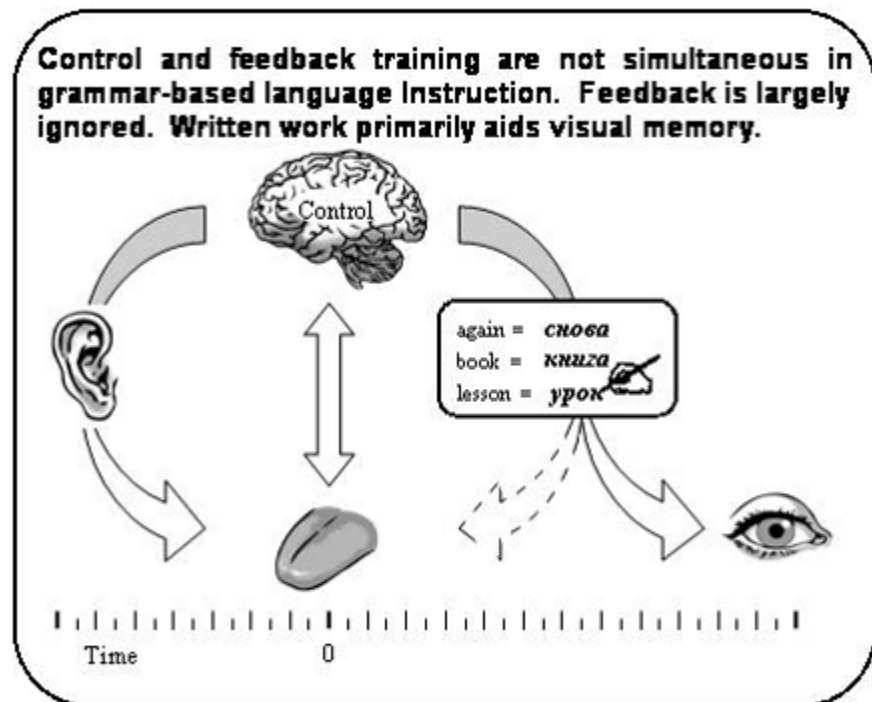 Control and feedback training are not simultaneous in
grammar-based language Instruction. Feedback is largely
ignored. Written work primarily aids visual memory.
Control
again = снова
book = книга
lesson = урок
Time 0